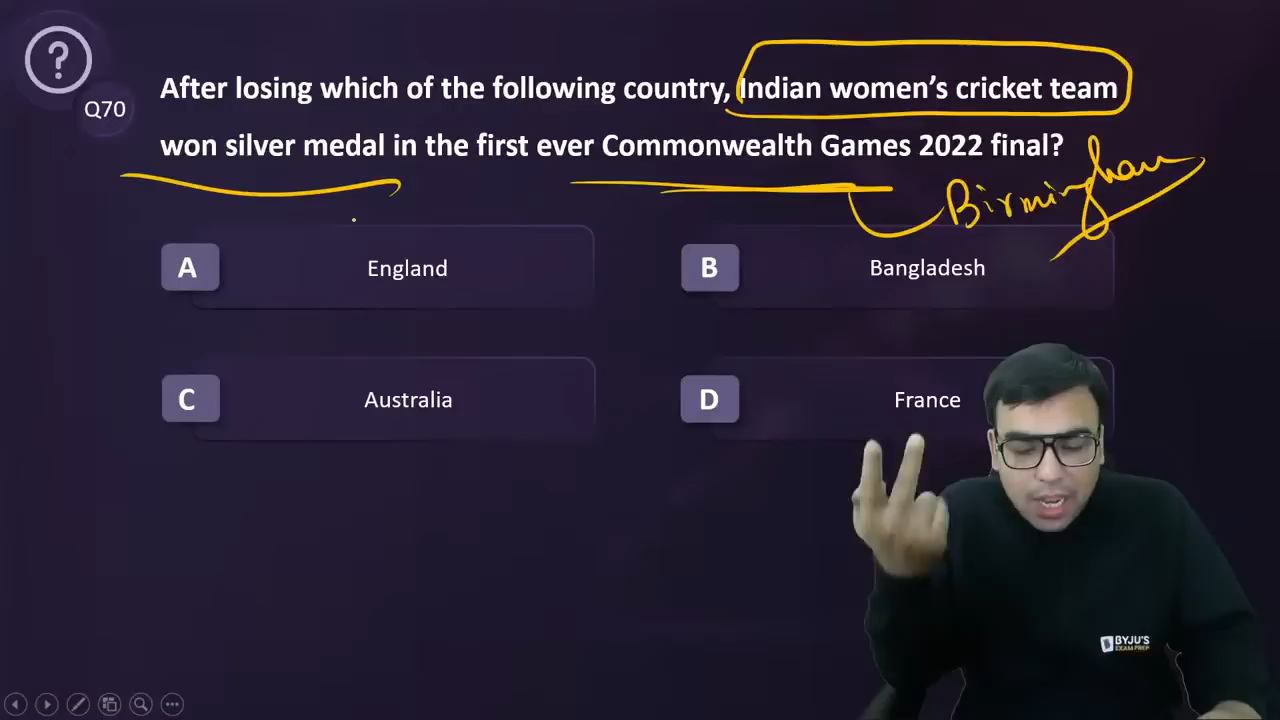 Q70
After losing which of the following country, Indian women's cricket team
won silver medal in the first ever Commonwealth Games 2022 final?
Birmingham
A England
B Bangladesh
C Australia
D France
BYJU'S
EXAM PREP